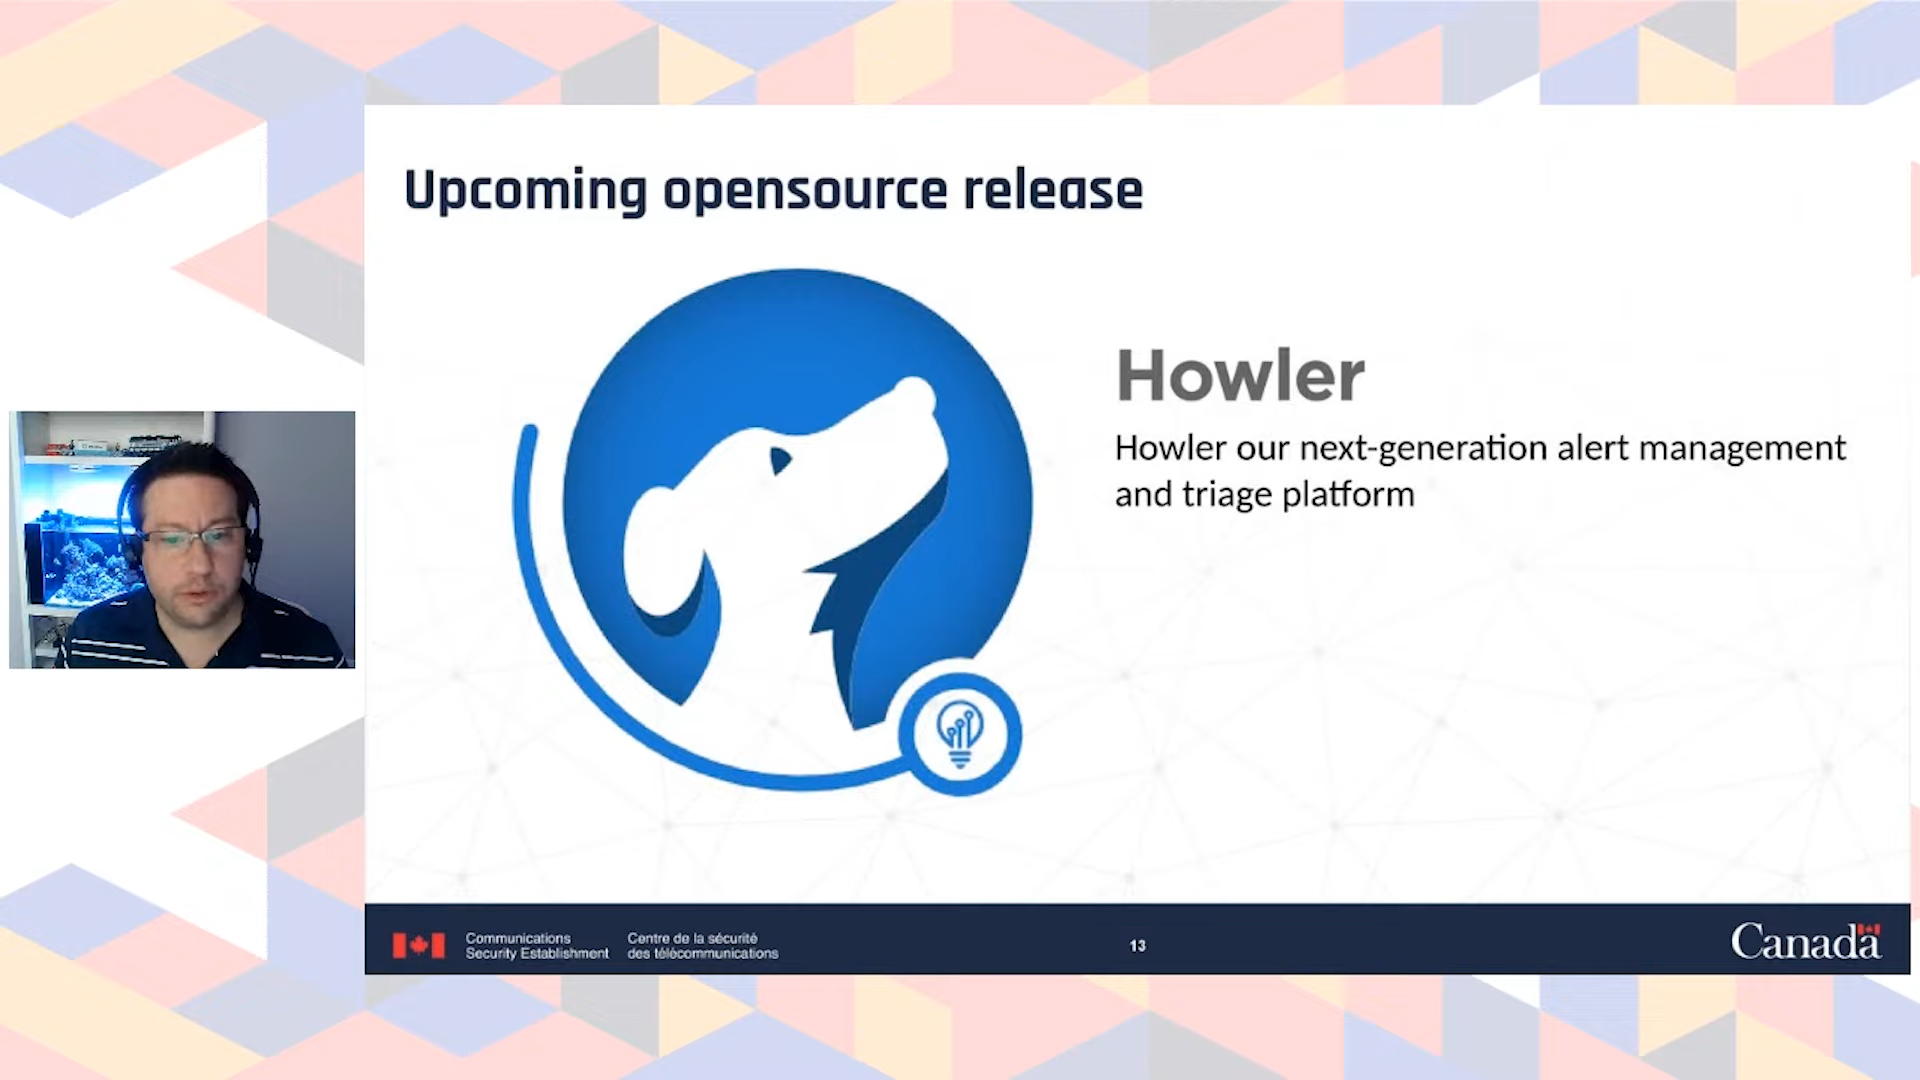 Upcoming opensource release
Howler
Howler our next-generation alert management
and triage platform
Communications
Security Establishment
Centre de la sécurité
des télécommunications
13
Canada